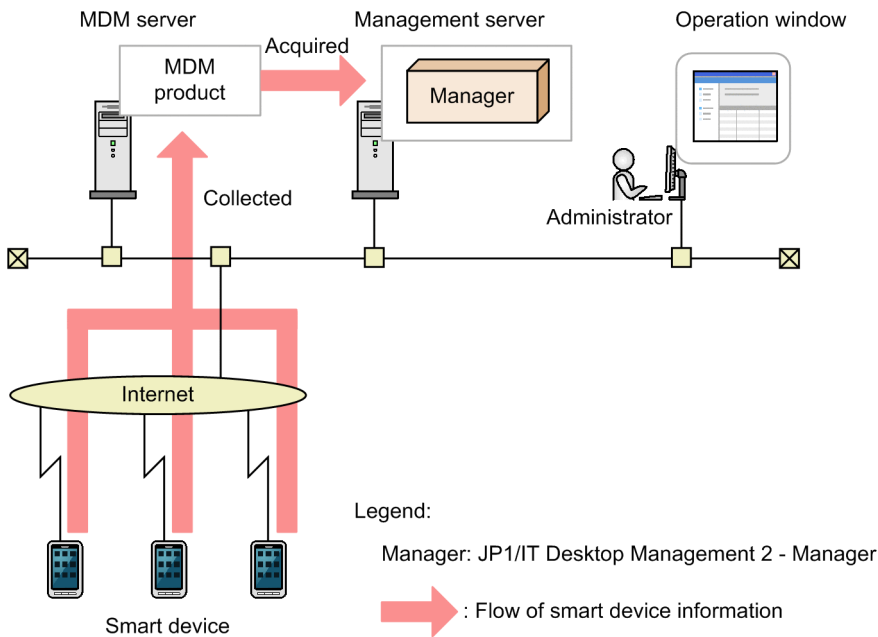 MDM server
Management server
Operation window
Acquired
MDM
product
Manager
Collected
Administrator
Internet
Legend:
Manager: JP1/IT Desktop Management 2 - Manager
: Flow of smart device information
Smart device